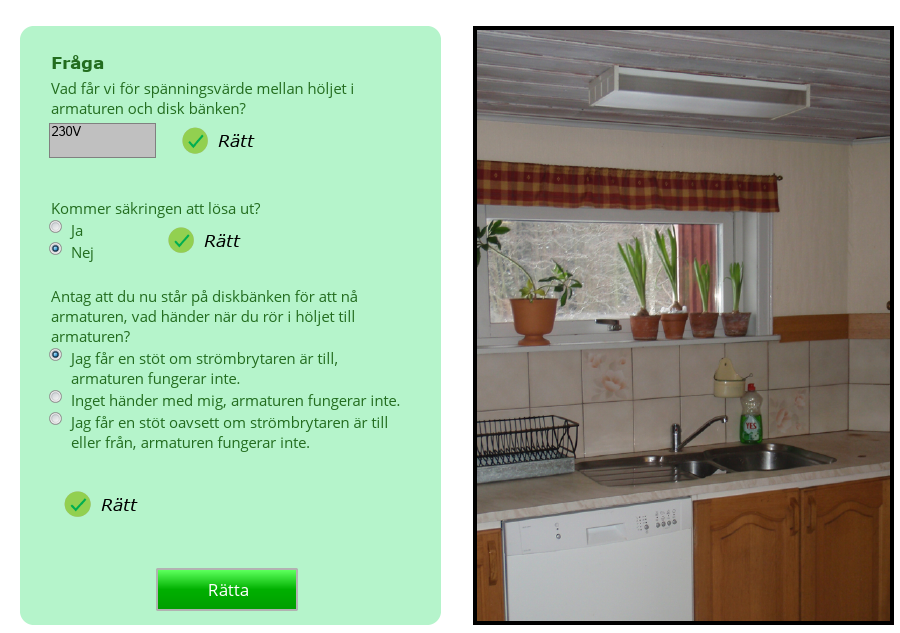 Fråga
Vad får vi för spänningsvärde mellan höljet i
armaturen och disk bänken?
230V
Rätt
Kommer säkringen att lösa ut?
Ja
Nej
Rätt
Antag att du nu står på diskbänken för att nå
armaturen, vad händer när du rör i höljet till
armaturen?
Jag får en stöt om strömbrytaren är till,
armaturen fungerar inte.
Inget händer med mig, armaturen fungerar inte.
Jag får en stöt oavsett om strömbrytaren är till
eller från, armaturen fungerar inte.
Rätt
Rätta
YES